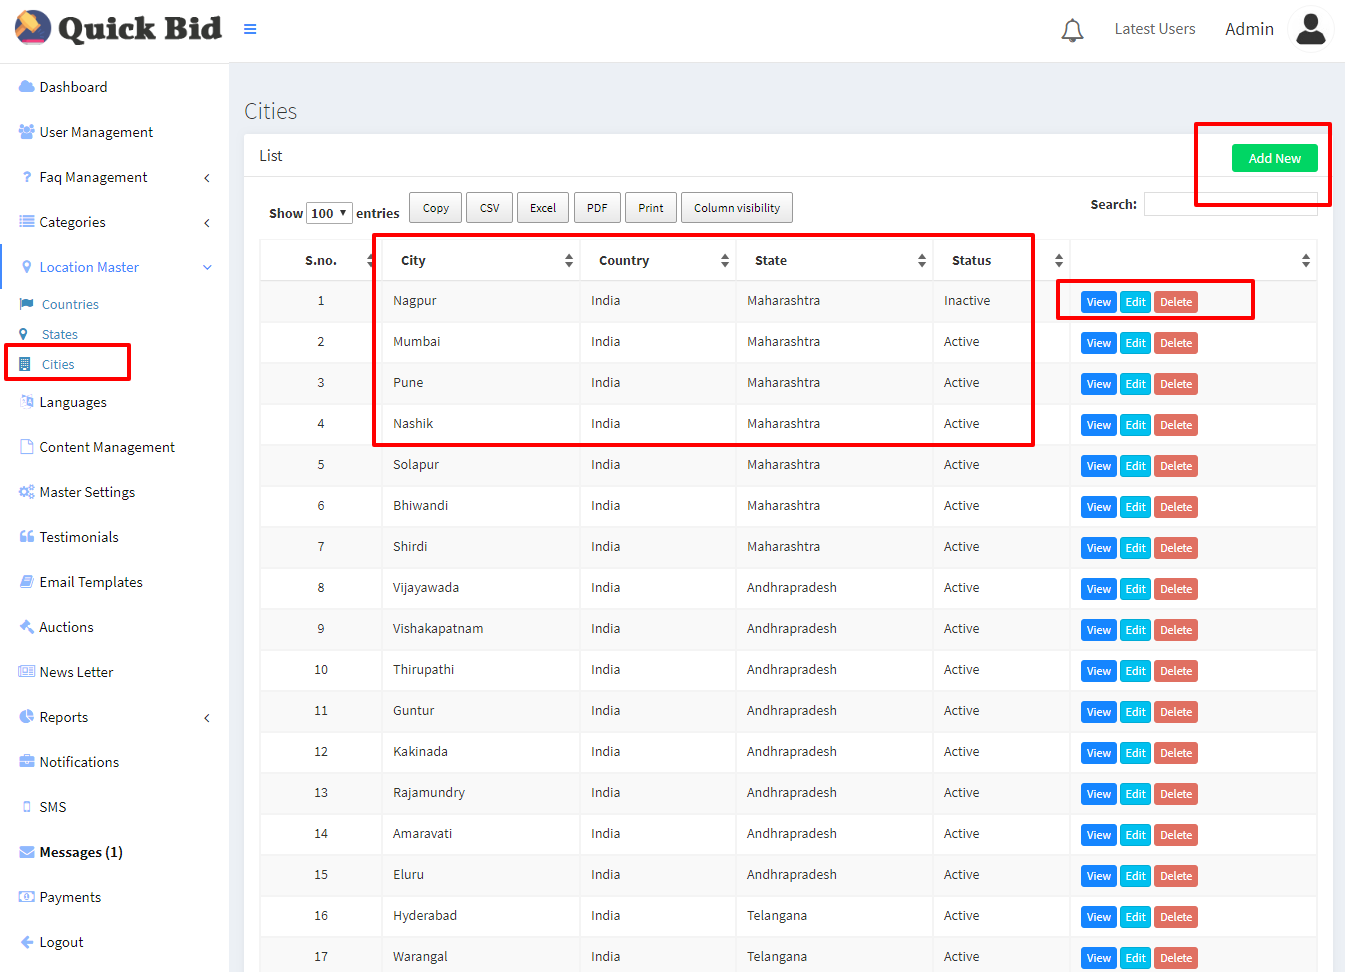 Quick Bid
Latest Users Admin
Dashboard
User Management
Faq Management
Categories
Location Master
Countries
States
Cities
Languages
Content Management
Master Settings
Testimonials
Email Templates
Auctions
News Letter
Reports
Notifications
SMS
Messages (1)
Payments
Logout
Cities
List Add New
Show 100 entries Copy CSV Excel PDF Print Column visibility Search:
S.no. City Country State Status
1 Nagpur India Maharashtra Inactive View Edit Delete
2 Mumbai India Maharashtra Active View Edit Delete
3 Pune India Maharashtra Active View Edit Delete
4 Nashik India Maharashtra Active View Edit Delete
5 Solapur India Maharashtra Active View Edit Delete
6 Bhiwandi India Maharashtra Active View Edit Delete
7 Shirdi India Maharashtra Active View Edit Delete
8 Vijayawada India Andhrapradesh Active View Edit Delete
9 Vishakapatnam India Andhrapradesh Active View Edit Delete
10 Thirupathi India Andhrapradesh Active View Edit Delete
11 Guntur India Andhrapradesh Active View Edit Delete
12 Kakinada India Andhrapradesh Active View Edit Delete
13 Rajamundry India Andhrapradesh Active View Edit Delete
14 Amaravati India Andhrapradesh Active View Edit Delete
15 Eluru India Andhrapradesh Active View Edit Delete
16 Hyderabad India Telangana Active View Edit Delete
17 Warangal India Telangana Active View Edit Delete